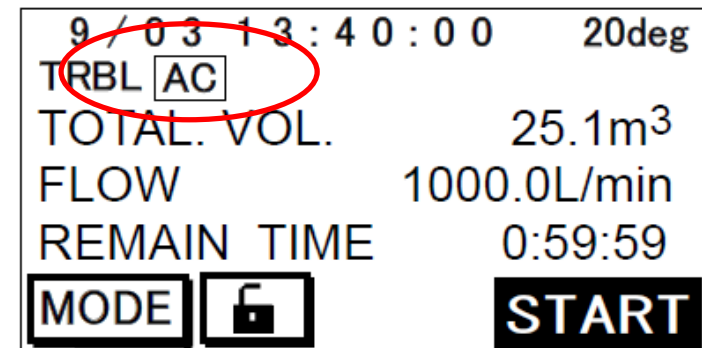 9/03 13:40:00 20deg
TRBL AC
TOTAL. VOL. 25.1m³
FLOW 1000.0L/min
REMAIN TIME 0:59:59
MODE START